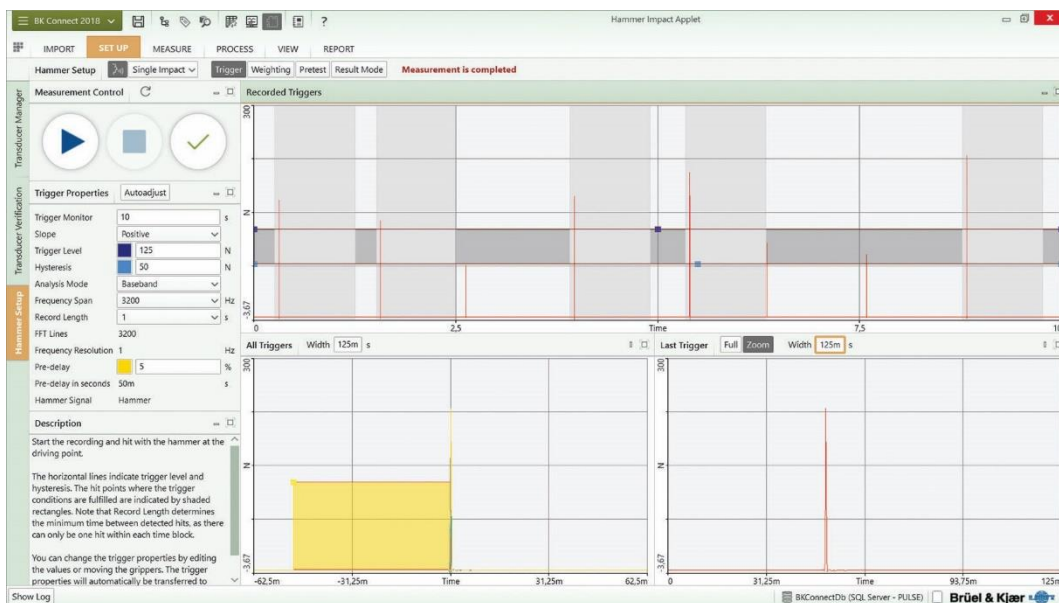 BK Connect 2018
?
Hammer Impact Applet
IMPORT SET UP MEASURE PROCESS VIEW REPORT
Hammer Setup Single Impact Trigger Weighting Pretest Result Mode Measurement is completed
Transducer Manager
Transducer Verification
Hammer Setup
Measurement Control
Trigger Properties Autoadjust
Trigger Monitor 10 s
Slope Positive
Trigger Level 125 N
Hysteresis 50 N
Analysis Mode Baseband
Frequency Span 3200 Hz
Record Length 1 s
FFT Lines 3200
Frequency Resolution 1 Hz
Pre-delay 5 %
Pre-delay in seconds 50m s
Hammer Signal Hammer
Description
Start the recording and hit with the hammer at the
driving point.
The horizontal lines indicate trigger level and
hysteresis. The hit points where the trigger
conditions are fulfilled are indicated by shaded
rectangles. Note that Record Length determines
the minimum time between detected hits, as there
can only be one hit within each time block.
You can change the trigger properties by editing
the values or moving the grippers. The trigger
properties will automatically be transferred to
Recorded Triggers
300
N
-3.67
0 2,5 Time 7,5 10
All Triggers Width 125m s
300
N
-3.67
-62,5m -31,25m Time 31,25m 62,5m
Last Trigger Full Zoom Width 125m s
300
N
-3.67
0 31,25m Time 93,75m 125m
Show Log
BKConnectDb (SQL Server - PULSE) Brüel & Kjær